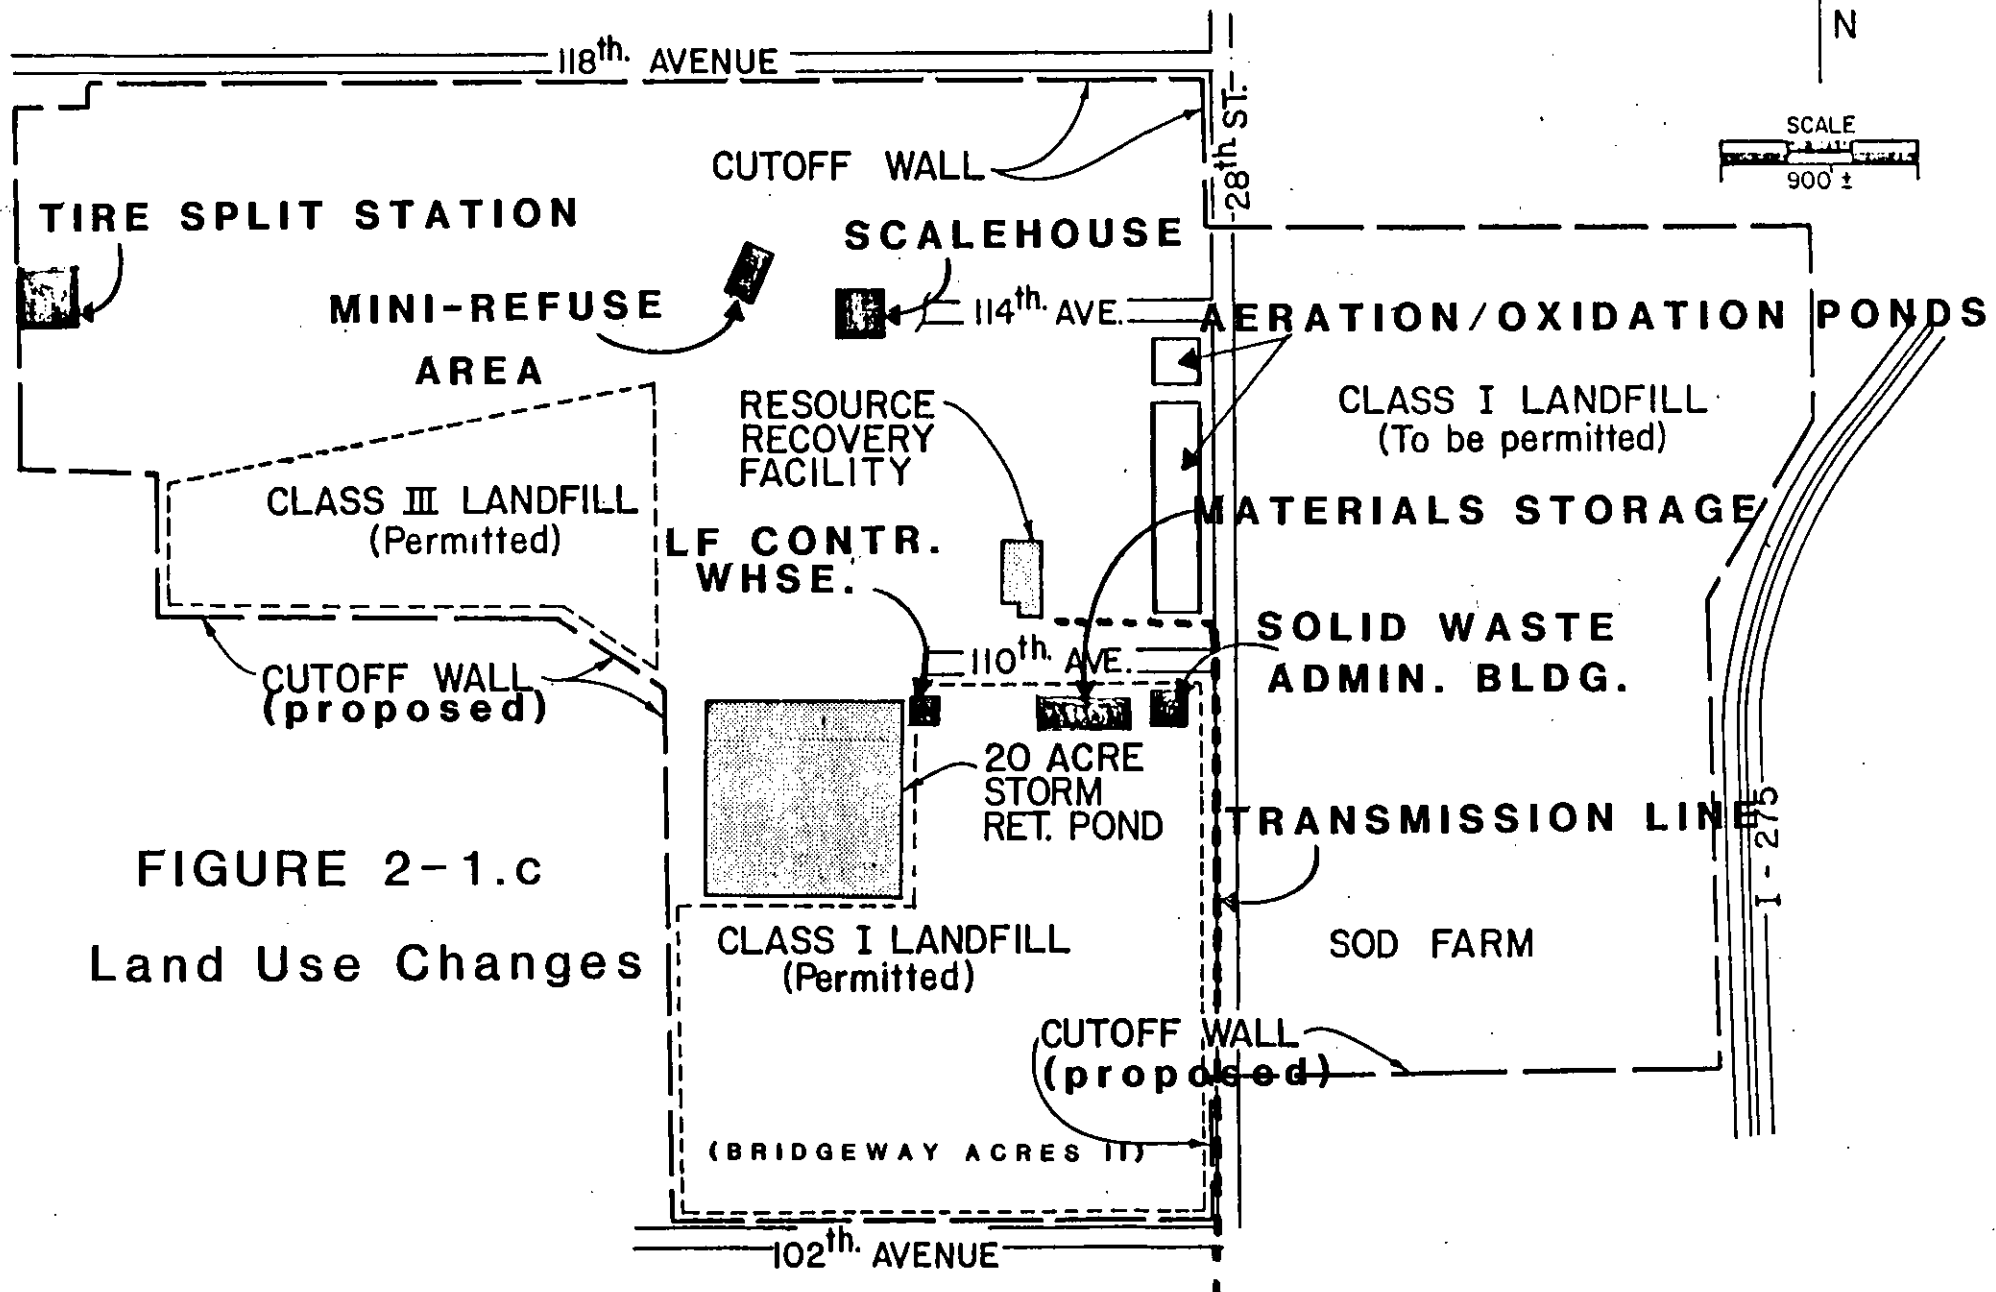 N
118th. AVENUE
28th ST.
SCALE
900' ±
CUTOFF WALL
TIRE SPLIT STATION
SCALEHOUSE
MINI-REFUSE
AREA
114th. AVE.
AERATION/OXIDATION PONDS
RESOURCE
RECOVERY
FACILITY
CLASS I LANDFILL
(To be permitted)
CLASS III LANDFILL
(Permitted)
MATERIALS STORAGE
LF CONTR.
WHSE.
SOLID WASTE
ADMIN. BLDG.
110th. AVE.
CUTOFF WALL
(proposed)
20 ACRE
STORM
RET. POND
TRANSMISSION LINE
I-275
FIGURE 2-1.c
Land Use Changes
CLASS I LANDFILL
(Permitted)
SOD FARM
CUTOFF WALL
(proposed)
(BRIDGEWAY ACRES II)
102th. AVENUE